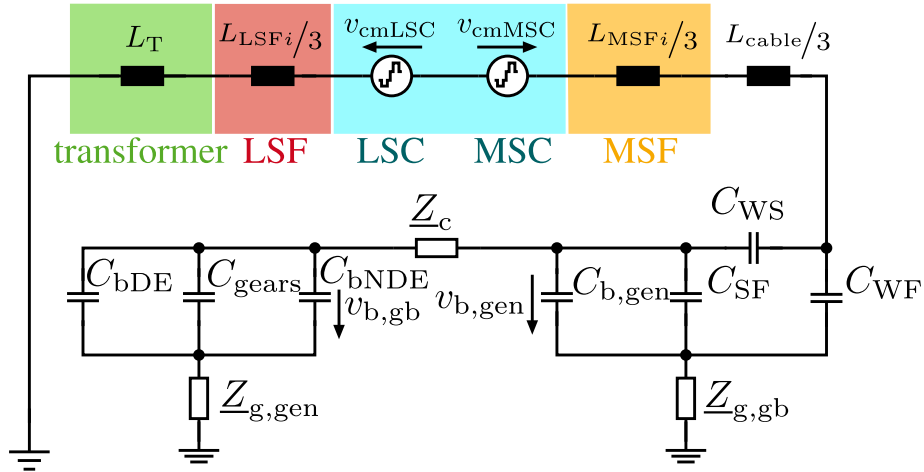 L_T L_LSFi/3 v_cmLSC v_cmMSC L_MSFi/3 L_cable/3
transformer LSF LSC MSC MSF
Z_c C_WS
C_bDE C_gears C_bNDE C_b,gen C_SF C_WF
v_b,gb v_b,gen
Z_g,gen Z_g,gb